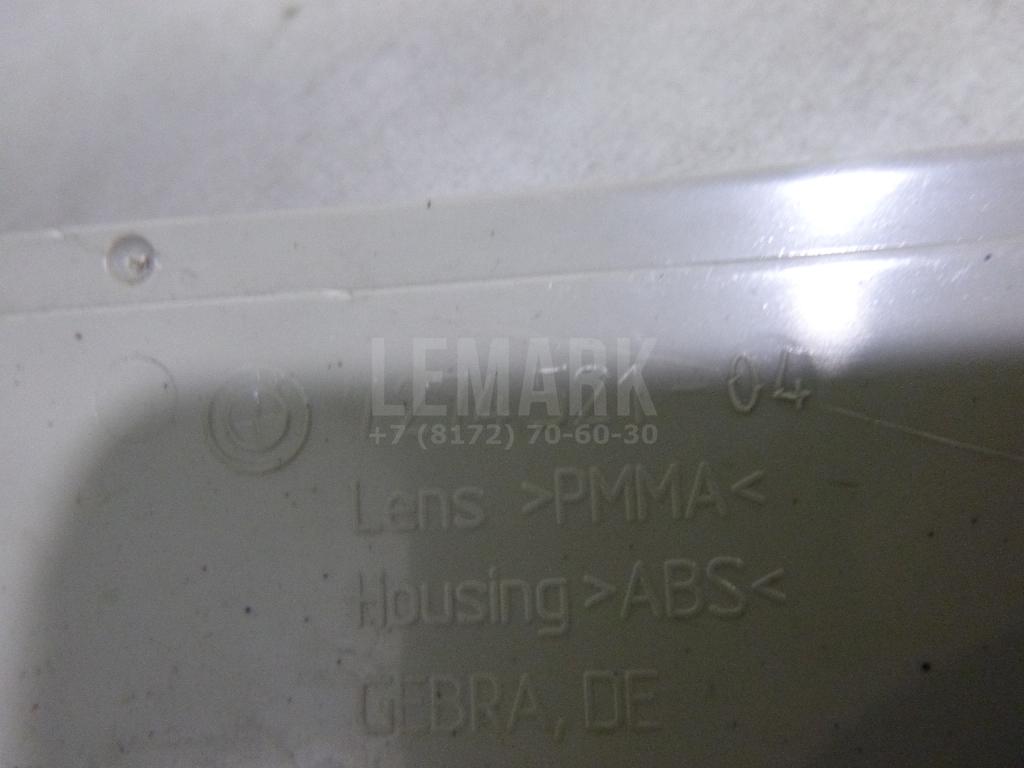 LEMARK
04
+7 (8172) 70-60-30
Lens >PMMA<
Housing >ABS<
GEBRA, DE